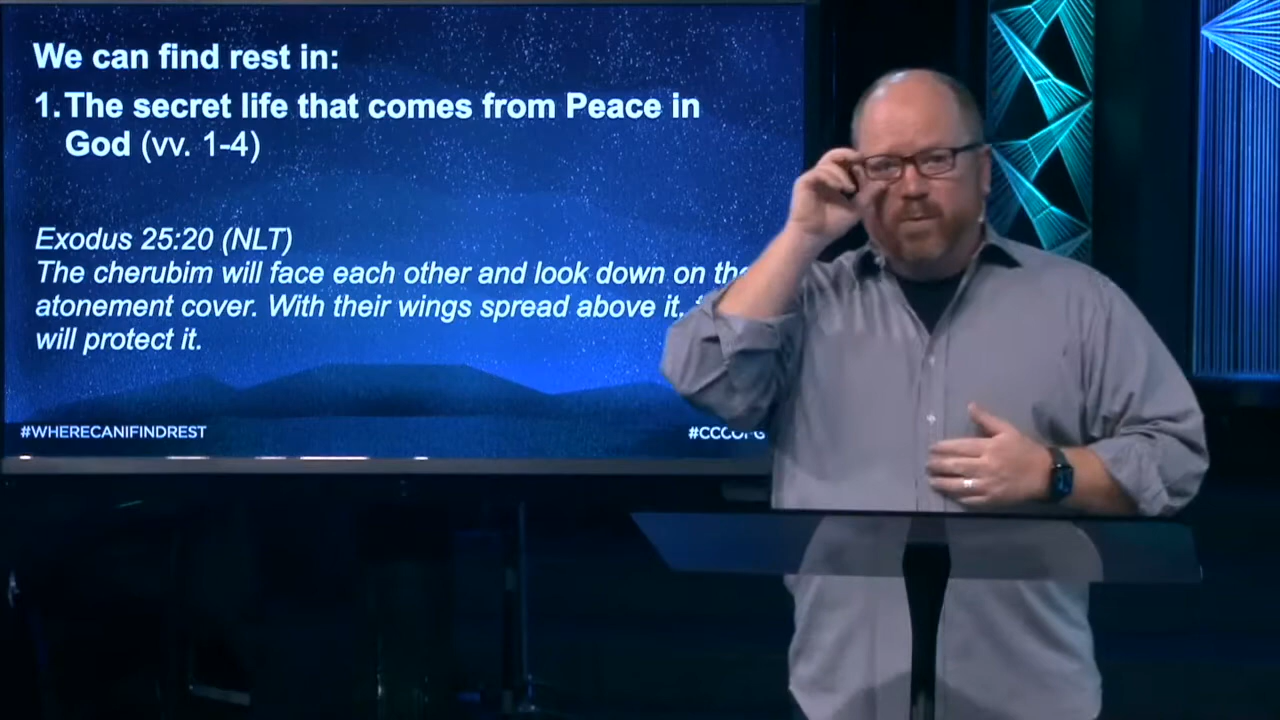 We can find rest in:
1. The secret life that comes from Peace in
God (vv. 1-4)
Exodus 25:20 (NLT)
The cherubim will face each other and look down on
atonement cover. With their wings spread above it,
will protect it.
#WHERECANIFINDREST